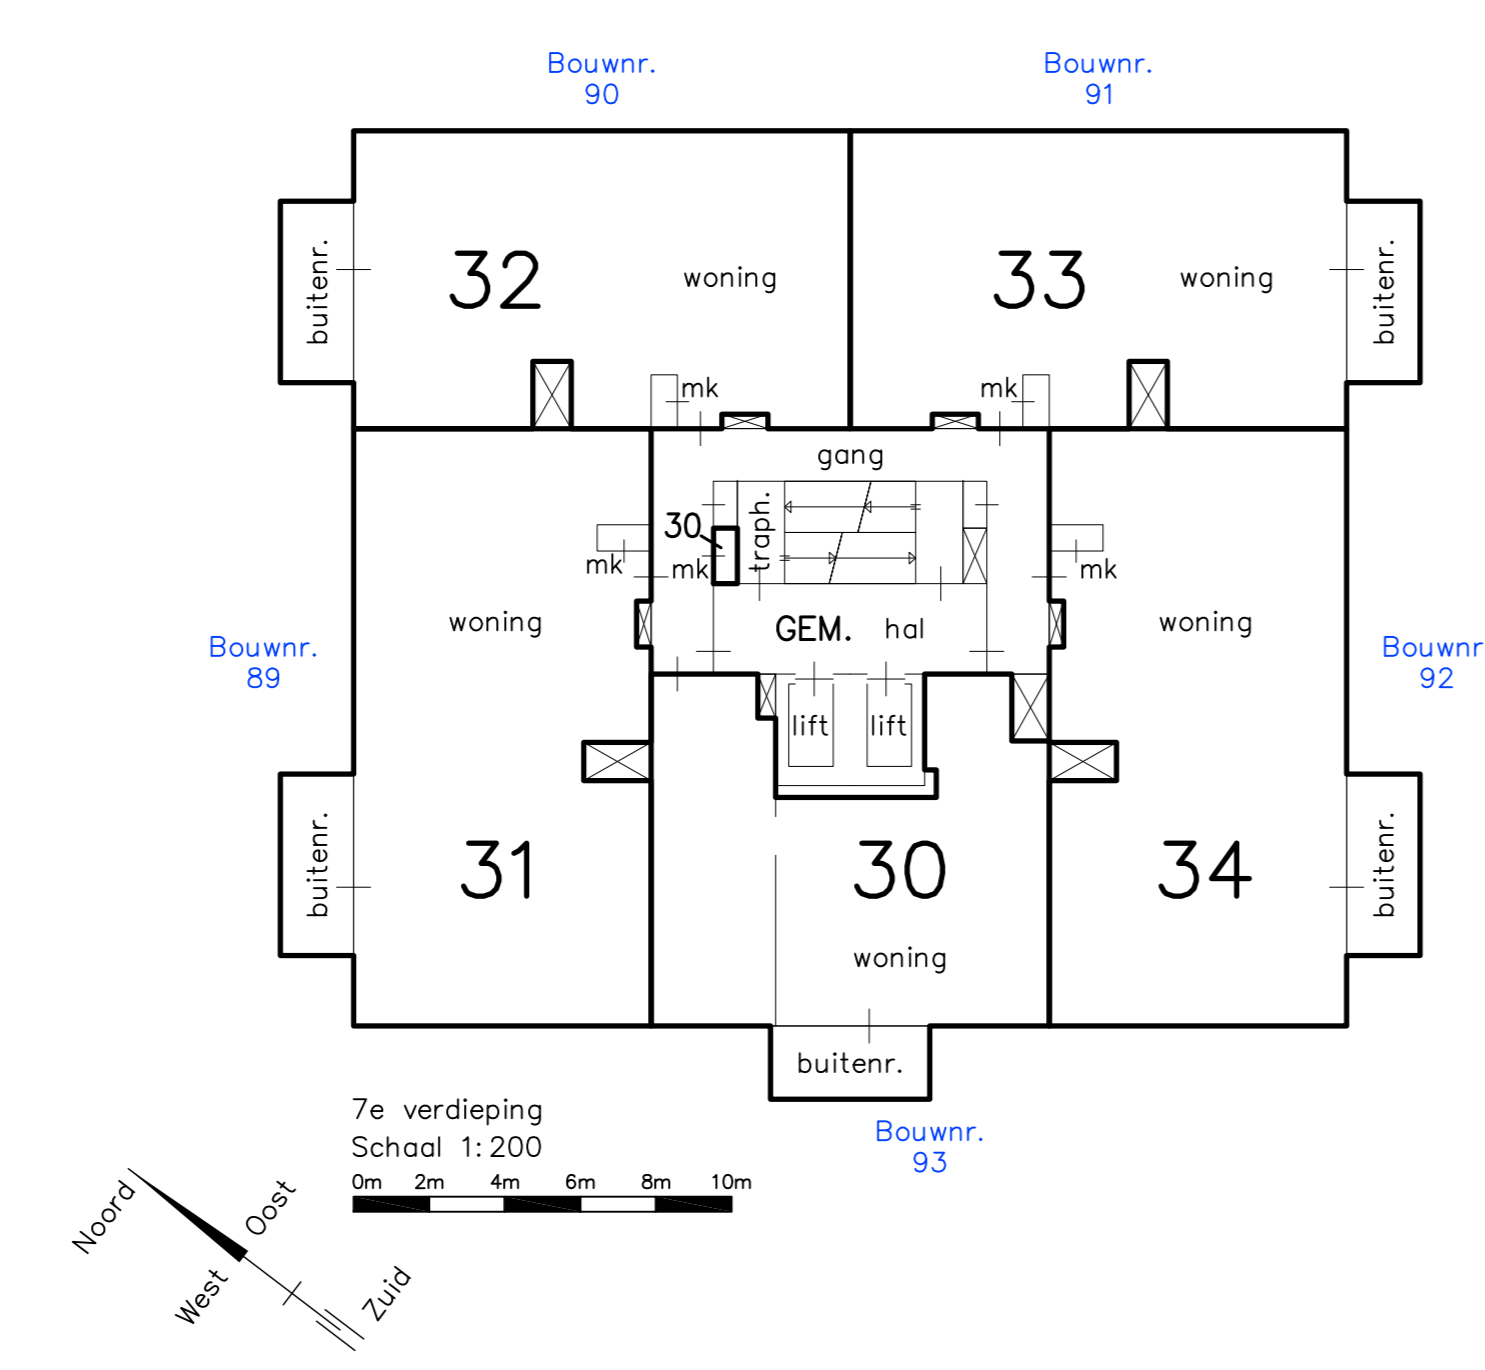 Bouwnr.
90
Bouwnr.
91
buitenr.
32
woning
33
woning
buitenr.
mk
mk
gang
30
traph.
mk
mk
mk
woning
GEM. hal
woning
Bouwnr.
89
Bouwnr
92
lift
lift
buitenr.
31
30
34
buitenr.
woning
buitenr.
7e verdieping
Schaal 1:200
Bouwnr.
93
0m 2m 4m 6m 8m 10m
Noord
Oost
West
Zuid